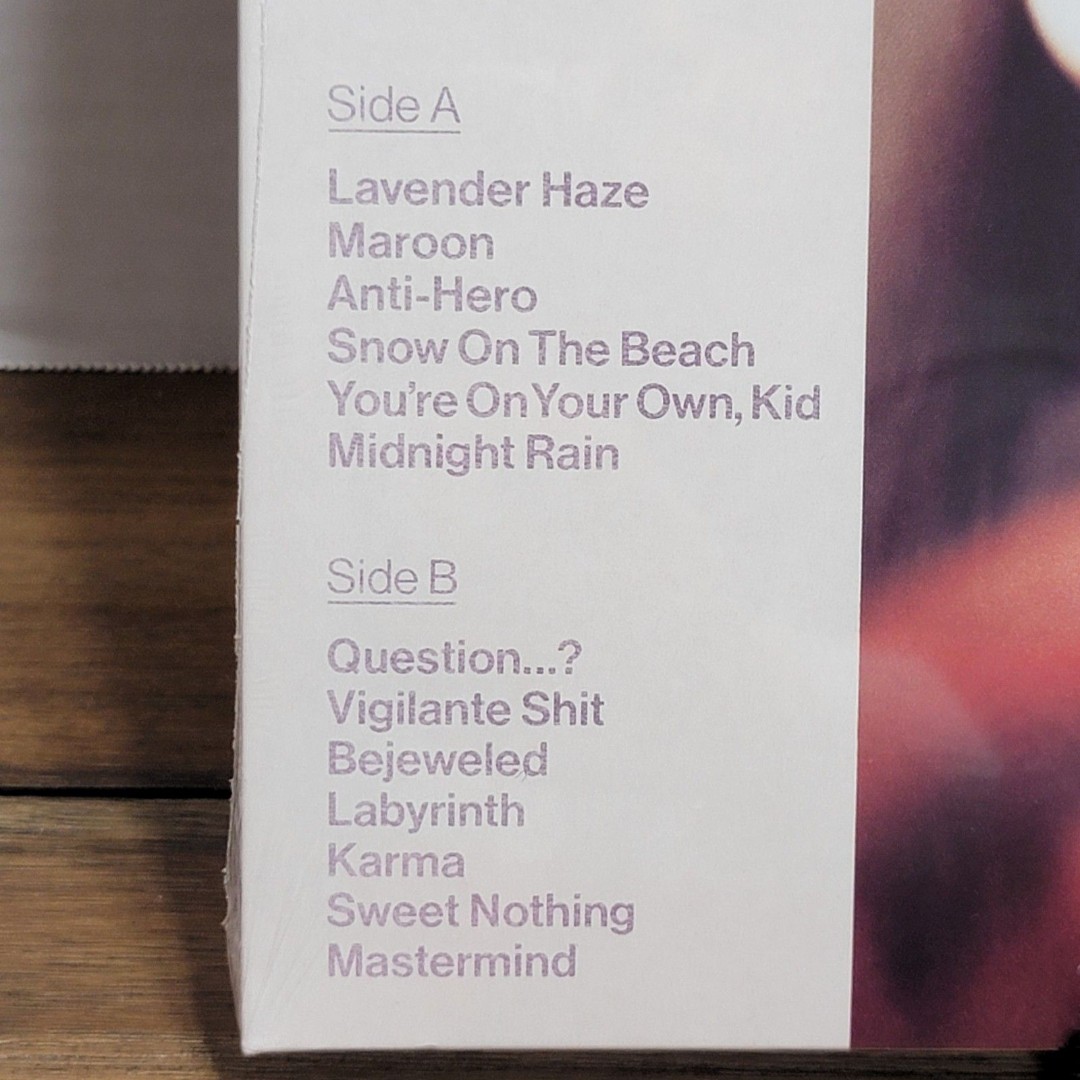 Side A
Lavender Haze
Maroon
Anti-Hero
Snow On The Beach
You're On Your Own, Kid
Midnight Rain
Side B
Question...?
Vigilante Shit
Bejeweled
Labyrinth
Karma
Sweet Nothing
Mastermind